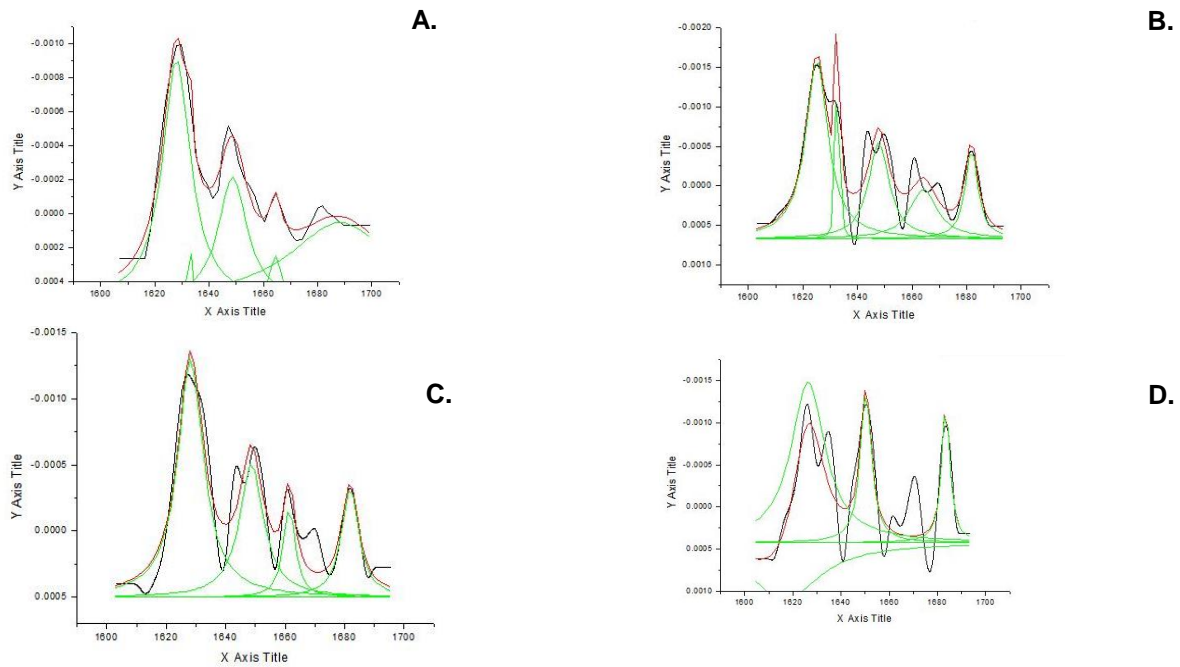 A.
-0.0010
-0.0008
-0.0006
-0.0004
-0.0002
0.0000
0.0002
0.0004
Y Axis Title
1600 1620 1640 1660 1680 1700
X Axis Title
B.
-0.0020
-0.0015
-0.0010
-0.0005
0.0000
0.0005
0.0010
Y Axis Title
1600 1620 1640 1660 1680 1700
X Axis Title
C.
-0.0015
-0.0010
-0.0005
0.0000
0.0005
Y Axis Title
1600 1620 1640 1660 1680 1700
X Axis Title
D.
-0.0015
-0.0010
-0.0005
0.0000
0.0005
0.0010
Y Axis Title
1600 1620 1640 1660 1680 1700
X Axis Title